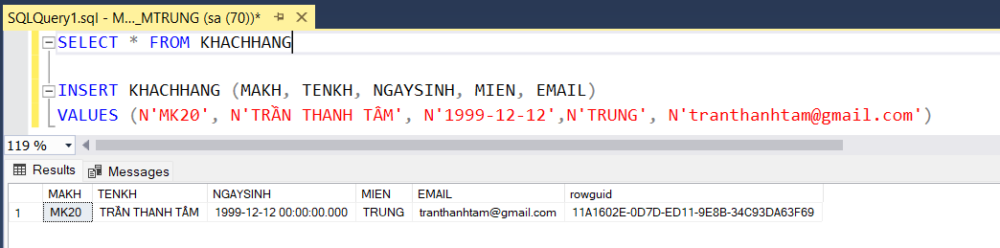 SQLQuery1.sql - M..._MTRUNG (sa (70))*
SELECT * FROM KHACHHANG
INSERT KHACHHANG (MAKH, TENKH, NGAYSINH, MIEN, EMAIL)
VALUES (N'MK20', N'TRẦN THANH TÂM', N'1999-12-12',N'TRUNG', N'tranthanhtam@gmail.com')
119 %
Results Messages
MAKH TENKH NGAYSINH MIEN EMAIL rowguid
1 MK20 TRẦN THANH TÂM 1999-12-12 00:00:00.000 TRUNG tranthanhtam@gmail.com 11A1602E-0D7D-ED11-9E8B-34C93DA63F69